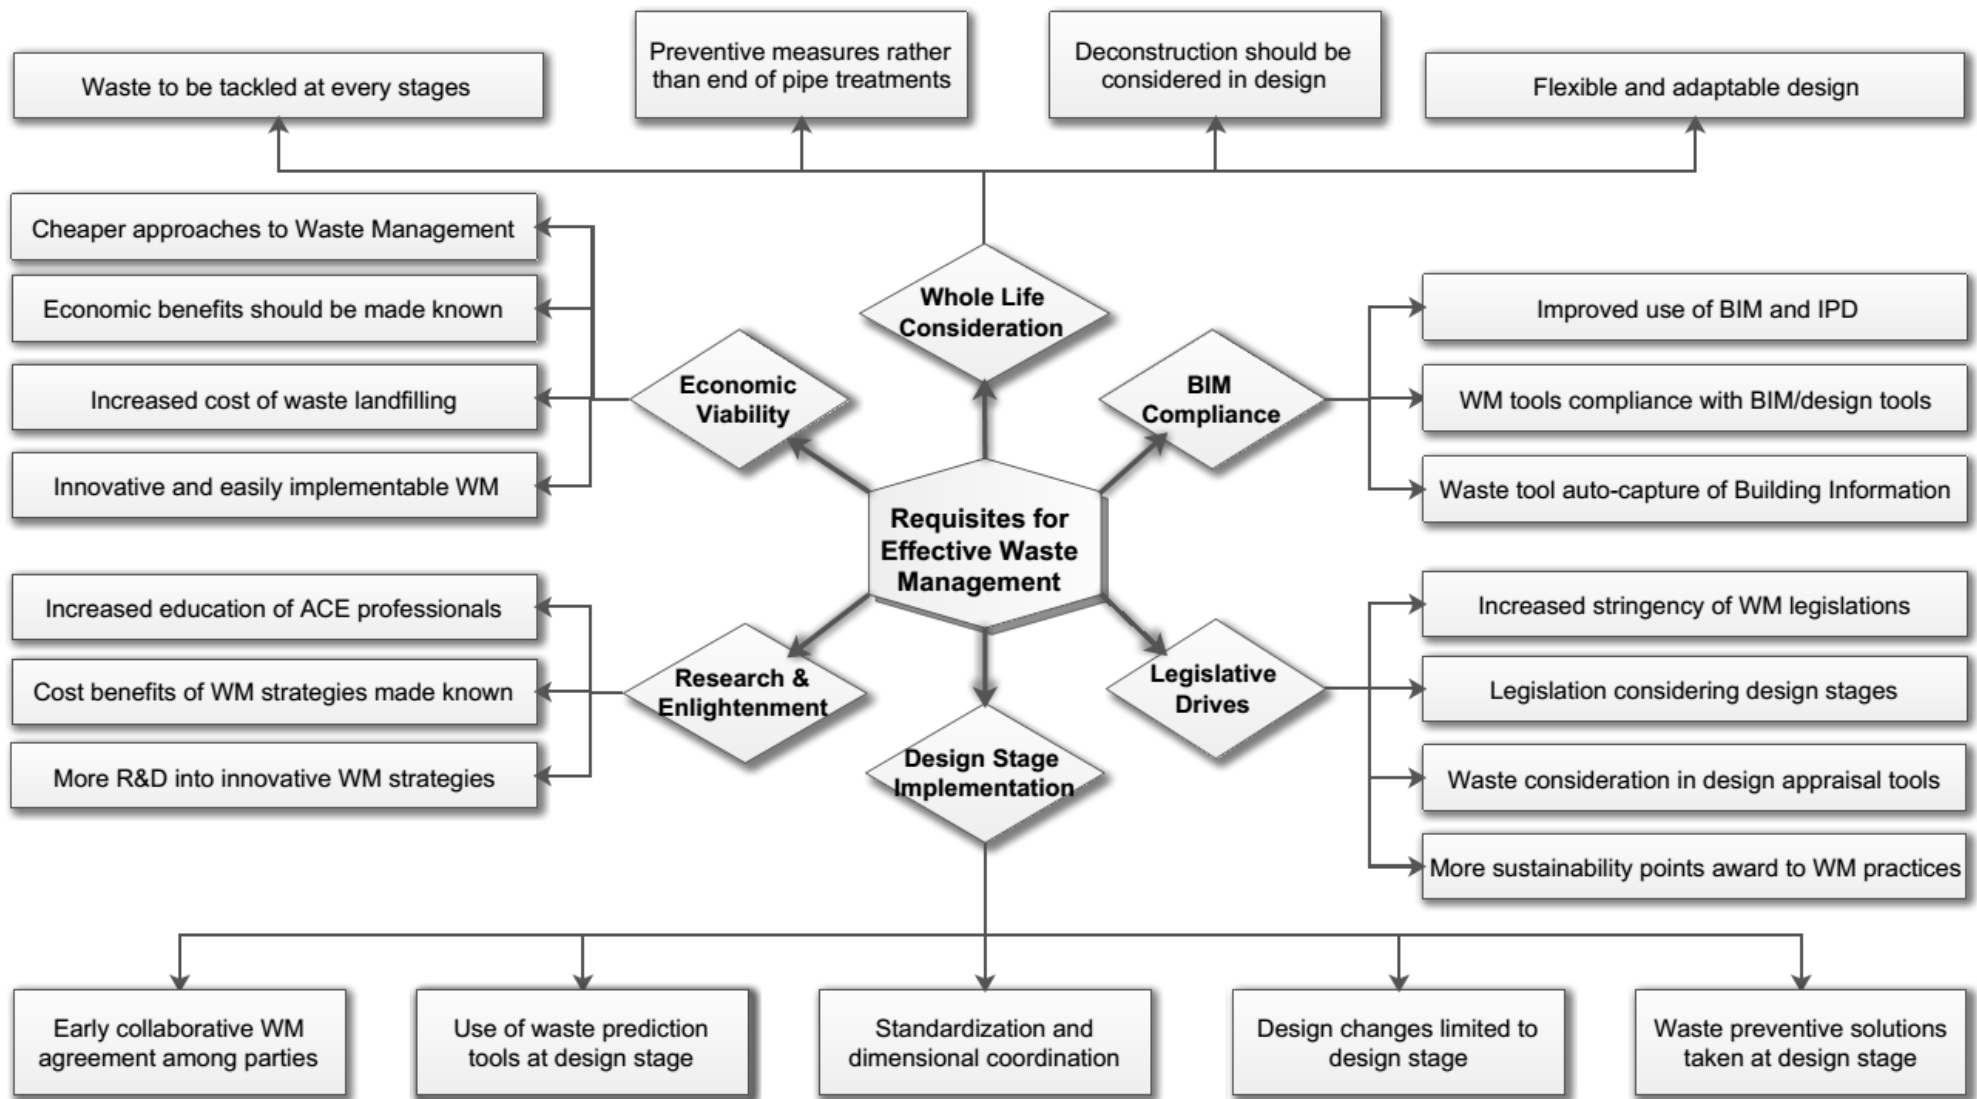 Preventive measures rather
than end of pipe treatments
Deconstruction should be
considered in design
Waste to be tackled at every stages
Flexible and adaptable design
Cheaper approaches to Waste Management
Economic benefits should be made known
Increased cost of waste landfilling
Innovative and easily implementable WM
Economic
Viability
Whole Life
Consideration
BIM
Compliance
Improved use of BIM and IPD
WM tools compliance with BIM/design tools
Waste tool auto-capture of Building Information
Requisites for
Effective Waste
Management
Increased education of ACE professionals
Cost benefits of WM strategies made known
More R&D into innovative WM strategies
Research &
Enlightenment
Design Stage
Implementation
Legislative
Drives
Increased stringency of WM legislations
Legislation considering design stages
Waste consideration in design appraisal tools
More sustainability points award to WM practices
Early collaborative WM
agreement among parties
Use of waste prediction
tools at design stage
Standardization and
dimensional coordination
Design changes limited to
design stage
Waste preventive solutions
taken at design stage